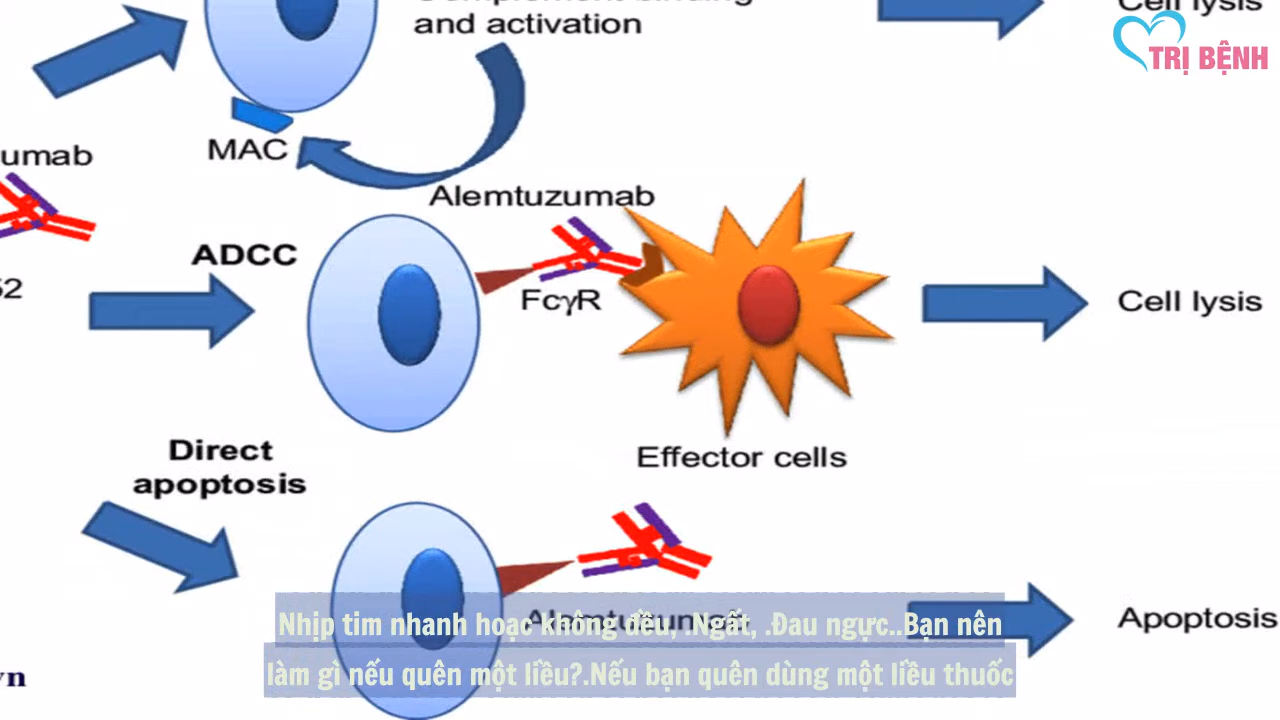 and activation
Cell lysis
TRỊ BỆNH
MAC
umab
Alemtuzumab
ADCC
52
FcγR
Cell lysis
Effector cells
Direct
apoptosis
Apoptosis
Nhịp tim nhanh hoặc không đều, .Ngất, .Đau ngực..Bạn nên
làm gì nếu quên một liều?.Nếu bạn quên dùng một liều thuốc
vn